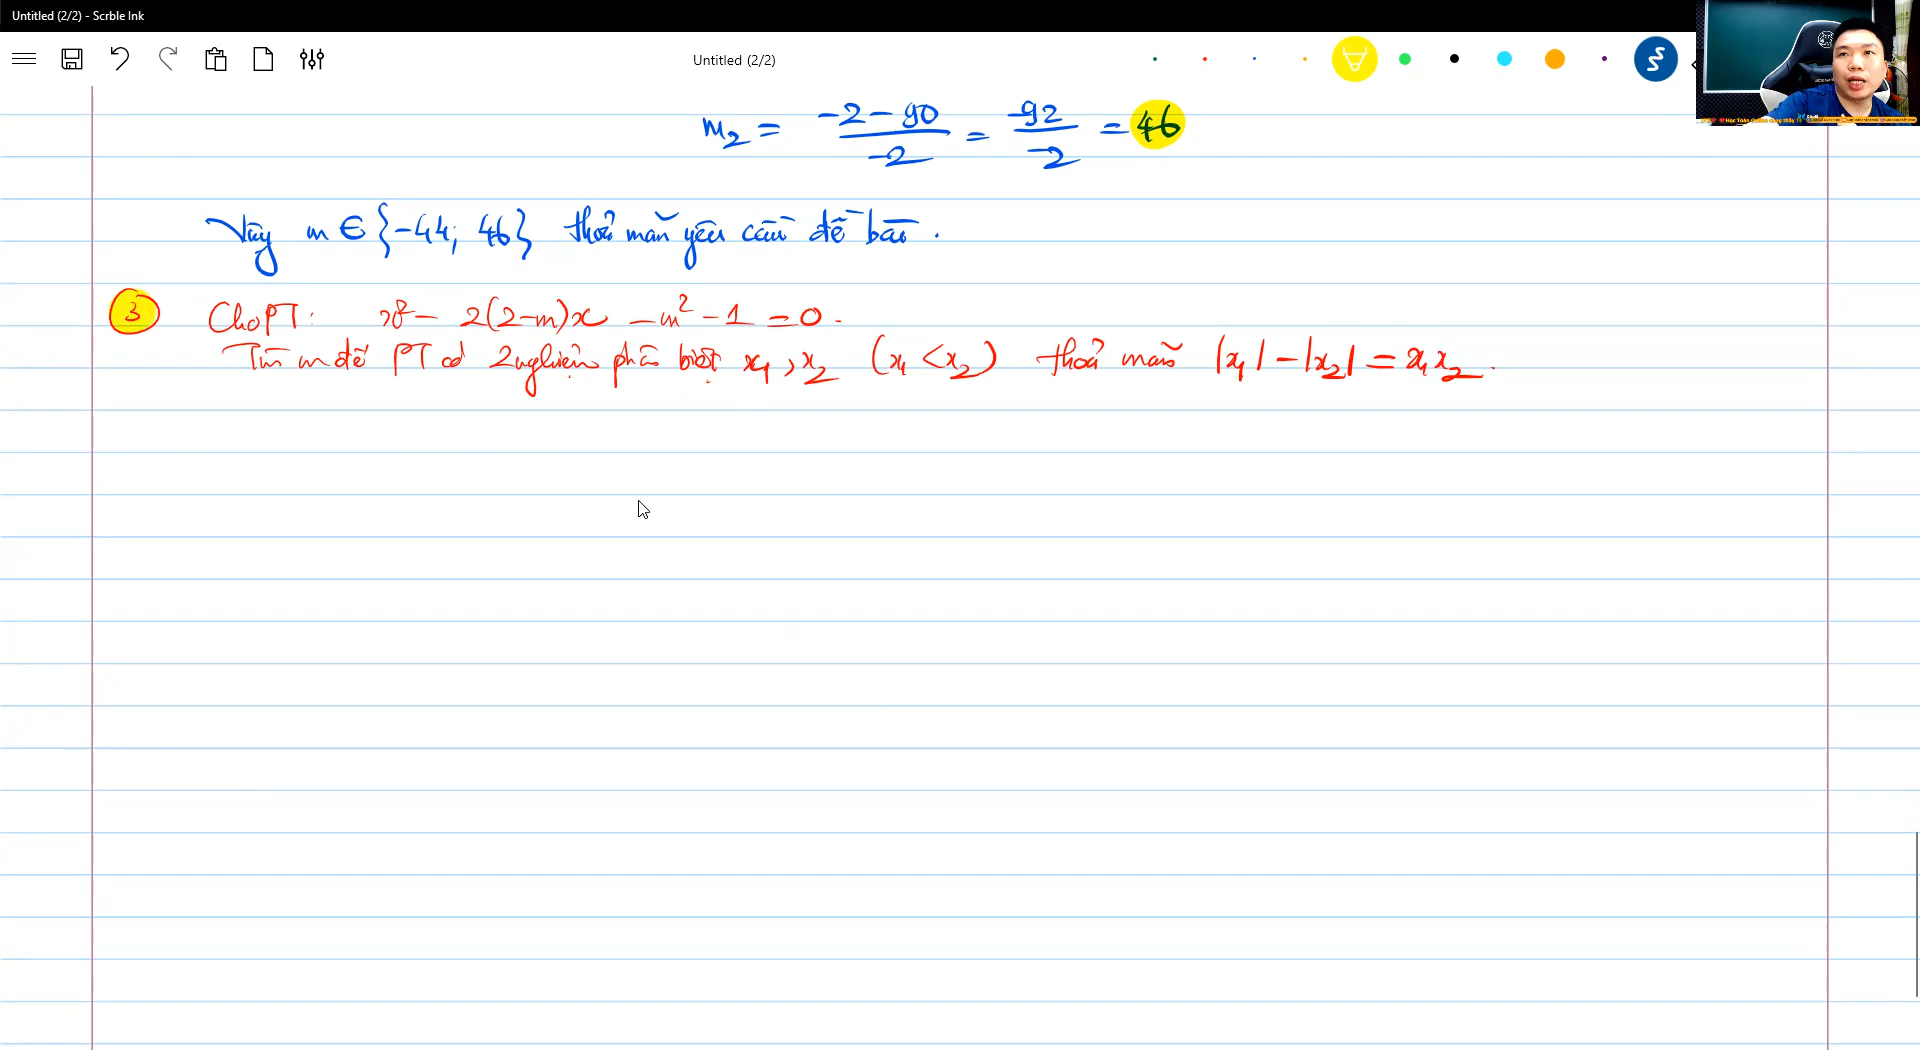 Untitled (2/2) - Scrble Ink
Untitled (2/2)
m₂ = (-2 - 90)/(-2) = (-92)/(-2) = 46
Vậy m ∈ {-44; 46} thoả mãn yêu cầu đề bài.
3 Cho PT: x² - 2(2-m)x - m² - 1 = 0.
Tìm m để PT có 2 nghiệm phân biệt x₁, x₂ (x₁ < x₂) thoả mãn |x₁| - |x₂| = x₁x₂.